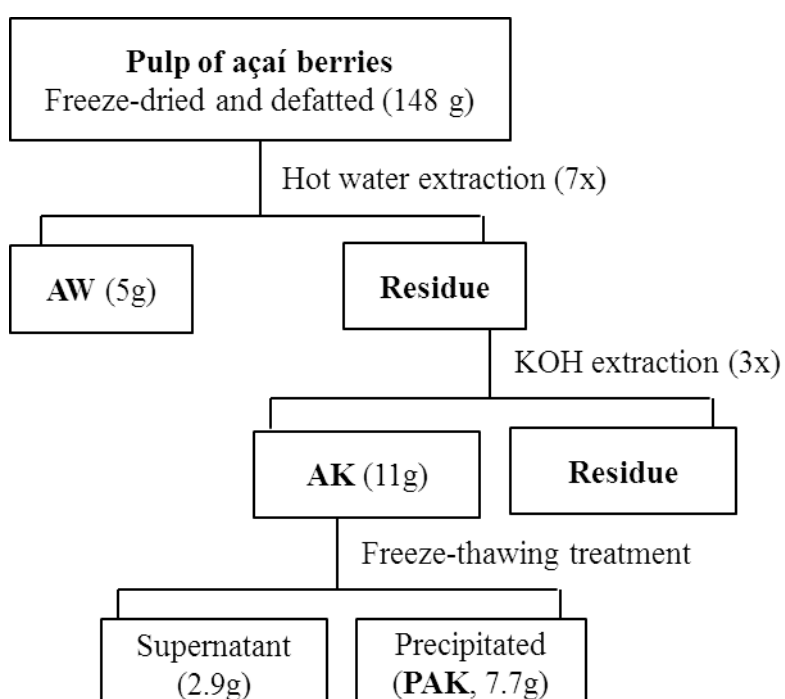 Pulp of açaí berries
Freeze-dried and defatted (148 g)
Hot water extraction (7x)
AW (5g)
Residue
KOH extraction (3x)
AK (11g)
Residue
Freeze-thawing treatment
Supernatant
(2.9g)
Precipitated
(PAK, 7.7g)